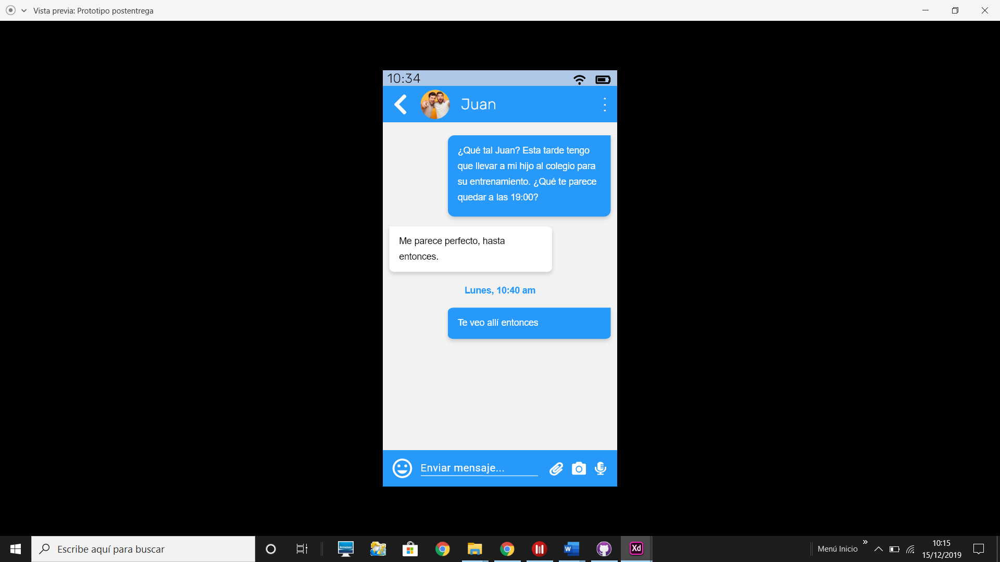 Vista previa: Prototipo postentrega
10:34
Juan
¿Qué tal Juan? Esta tarde tengo
que llevar a mi hijo al colegio para
su entrenamiento. ¿Qué te parece
quedar a las 19:00?
Me parece perfecto, hasta
entonces.
Lunes, 10:40 am
Te veo allí entonces
Enviar mensaje...
Escribe aquí para buscar
Xd
Menú Inicio
10:15
15/12/2019